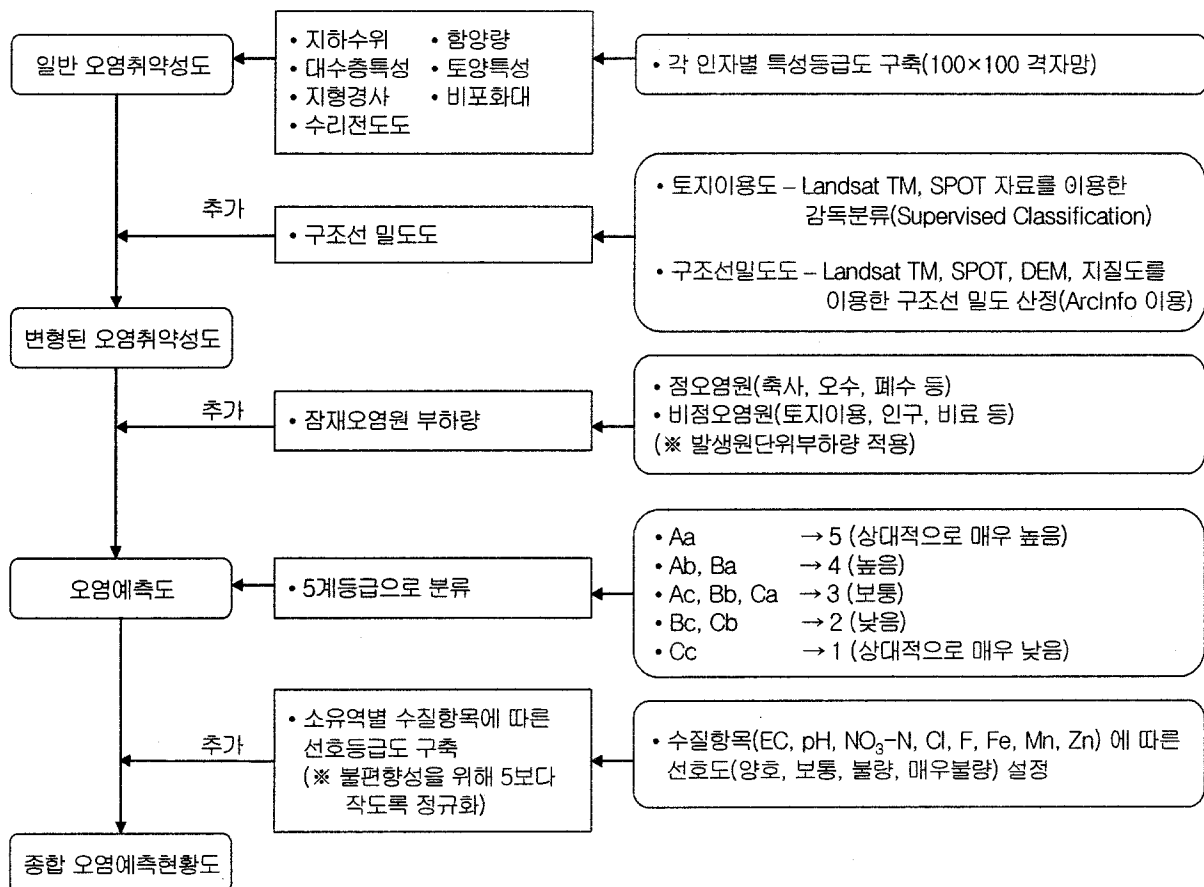 일반 오염취약성도
• 지하수위 • 함양량
• 대수층특성 • 토양특성
• 지형경사 • 비포화대
• 수리전도도
• 각 인자별 특성등급도 구축(100×100 격자망)
추가
• 구조선 밀도도
• 토지이용도 – Landsat TM, SPOT 자료를 이용한
감독분류(Supervised Classification)
• 구조선밀도도 – Landsat TM, SPOT, DEM, 지질도를
이용한 구조선 밀도 산정(ArcInfo 이용)
변형된 오염취약성도
추가
• 잠재오염원 부하량
• 점오염원(축사, 오수, 폐수 등)
• 비점오염원(토지이용, 인구, 비료 등)
(※ 발생원단위부하량 적용)
오염예측도
• 5계등급으로 분류
• Aa → 5 (상대적으로 매우 높음)
• Ab, Ba → 4 (높음)
• Ac, Bb, Ca → 3 (보통)
• Bc, Cb → 2 (낮음)
• Cc → 1 (상대적으로 매우 낮음)
추가
• 소유역별 수질항목에 따른
선호등급도 구축
(※ 불편향성을 위해 5보다
작도록 정규화)
• 수질항목(EC, pH, NO₃-N, Cl, F, Fe, Mn, Zn) 에 따른
선호도(양호, 보통, 불량, 매우불량) 설정
종합 오염예측현황도